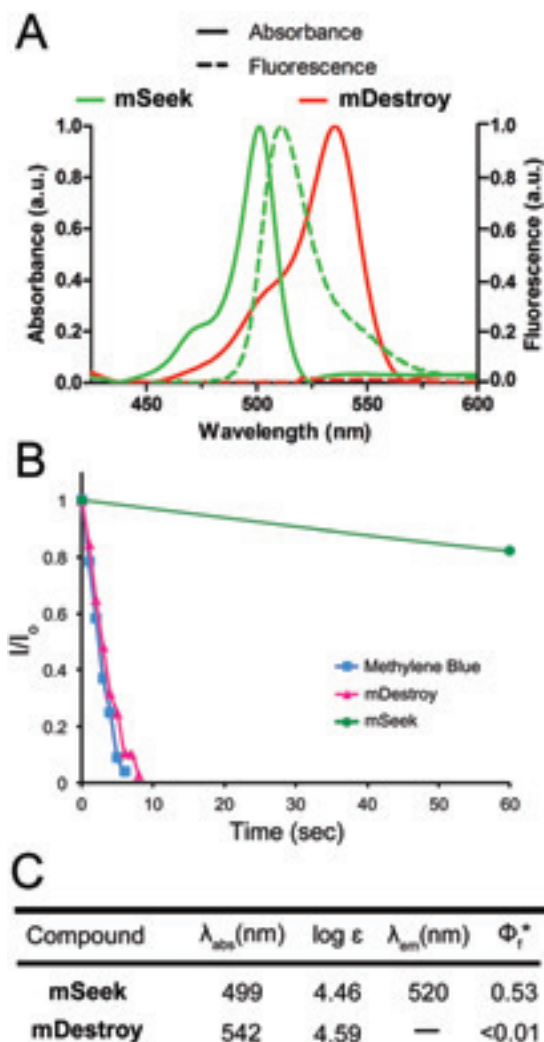 A
Absorbance
Fluorescence
mSeek mDestroy
1.0 1.0
0.8 0.8
0.6 0.6
0.4 0.4
0.2 0.2
0.0 0.0
Absorbance (a.u.)
Fluorescence (a.u.)
450 500 550 600
Wavelength (nm)
B
1
0.8
0.6
0.4
0.2
0
I/I₀
Methylene Blue
mDestroy
mSeek
0 10 20 30 40 50 60
Time (sec)
C
Compound λabs(nm) log ε λem(nm) Φf*
mSeek 499 4.46 520 0.53
mDestroy 542 4.59 — <0.01